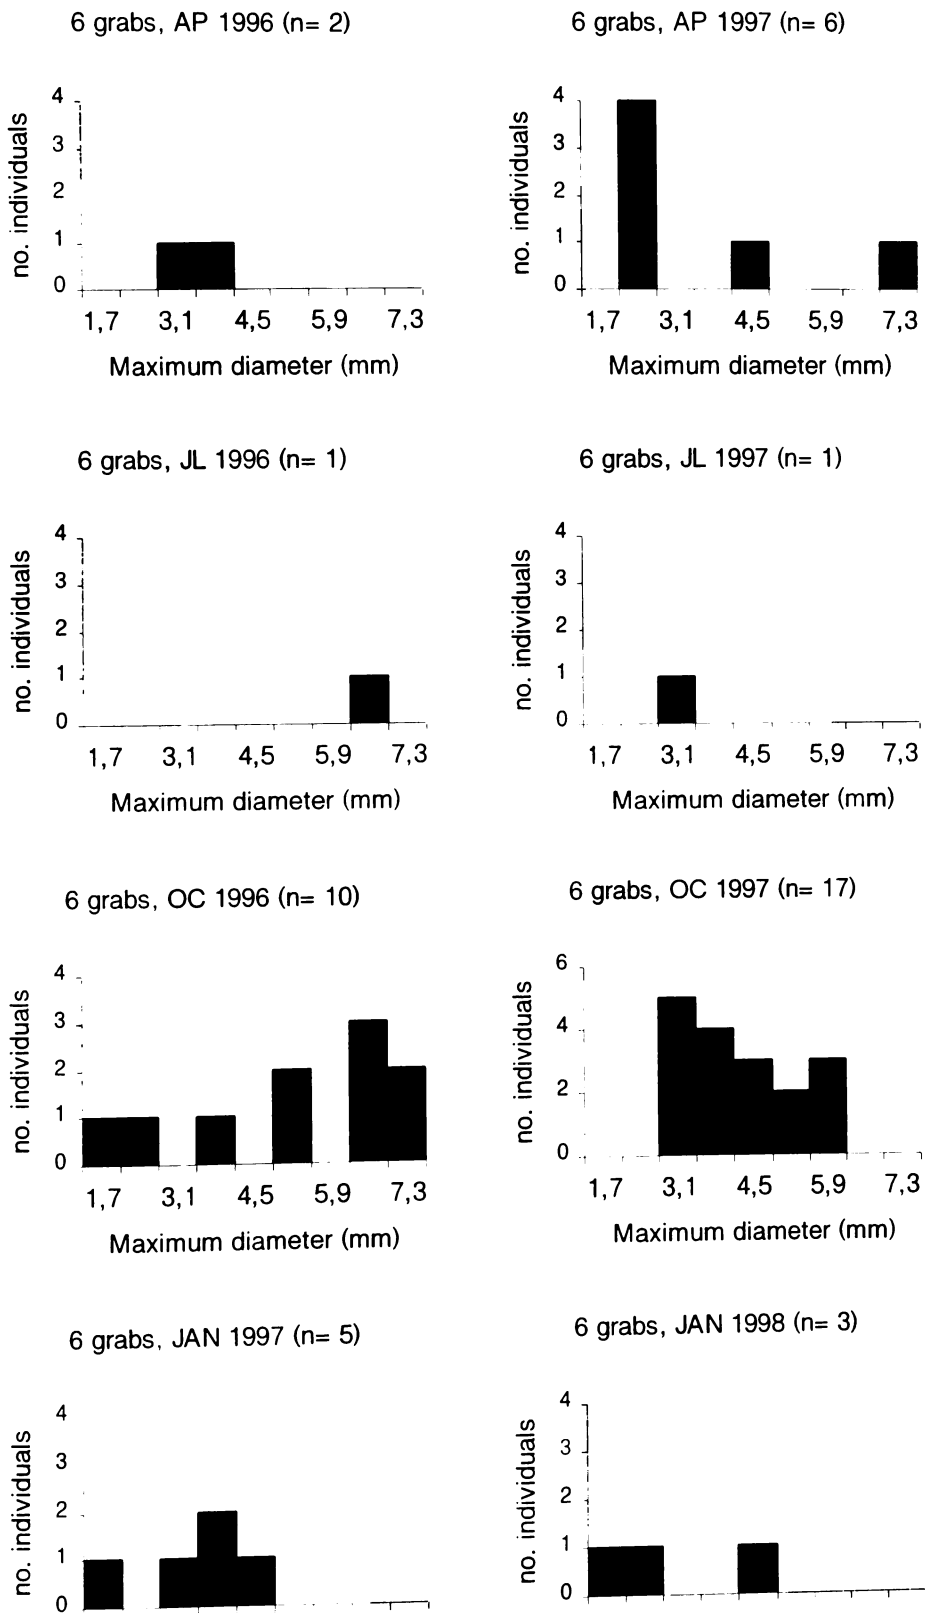 6 grabs, AP 1996 (n= 2)
no. individuals
4
3
2
1
0
1,7 3,1 4,5 5,9 7,3
Maximum diameter (mm)
6 grabs, AP 1997 (n= 6)
no. individuals
4
3
2
1
0
1,7 3,1 4,5 5,9 7,3
Maximum diameter (mm)
6 grabs, JL 1996 (n= 1)
no. individuals
4
3
2
1
0
1,7 3,1 4,5 5,9 7,3
Maximum diameter (mm)
6 grabs, JL 1997 (n= 1)
no. individuals
4
3
2
1
0
1,7 3,1 4,5 5,9 7,3
Maximum diameter (mm)
6 grabs, OC 1996 (n= 10)
no. individuals
4
3
2
1
0
1,7 3,1 4,5 5,9 7,3
Maximum diameter (mm)
6 grabs, OC 1997 (n= 17)
no. individuals
6
4
2
0
1,7 3,1 4,5 5,9 7,3
Maximum diameter (mm)
6 grabs, JAN 1997 (n= 5)
no. individuals
4
3
2
1
0
6 grabs, JAN 1998 (n= 3)
no. individuals
4
3
2
1
0